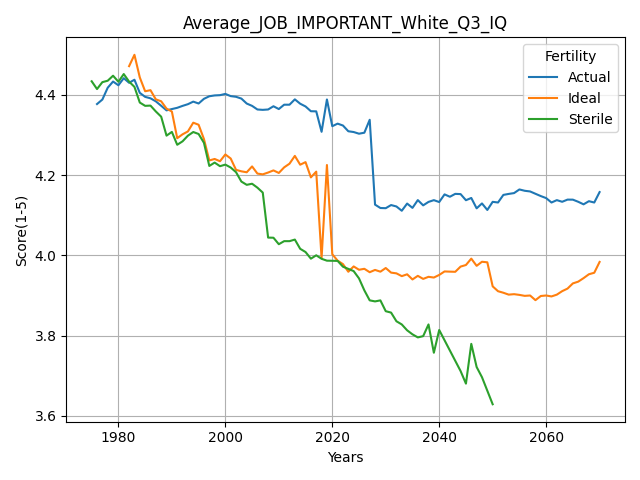 Average_JOB_IMPORTANT_White_Q3_IQ
Fertility
Actual
Ideal
Sterile
Score(1-5)
4.4
4.2
4.0
3.8
3.6
1980 2000 2020 2040 2060
Years